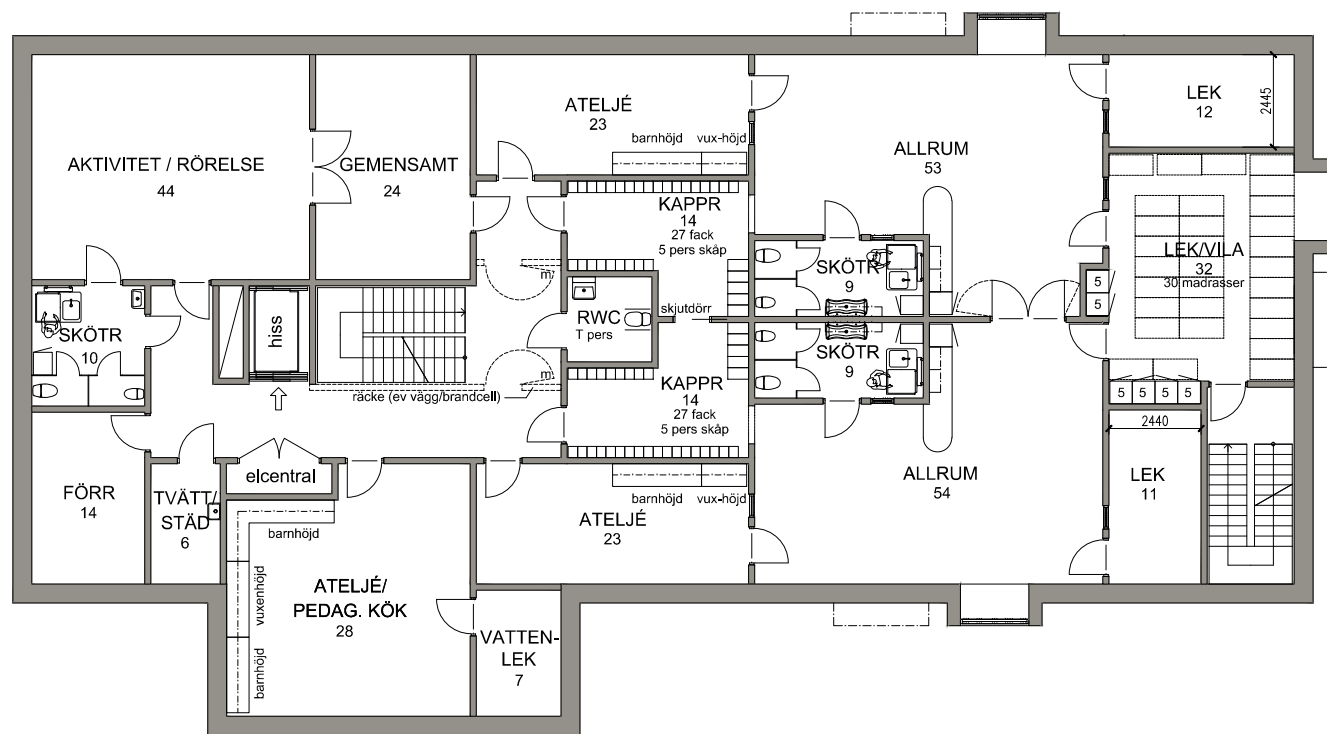 AKTIVITET / RÖRELSE
44
GEMENSAMT
24
ATELJÉ
23
barnhöjd
vux-höjd
ALLRUM
53
LEK
12
2445
KAPPR
14
27 fack
5 pers skåp
SKÖTR
9
LEK/VILA
32
30 madrasser
5
5
m
RWC
T pers
skjutdörr
SKÖTR
10
hiss
SKÖTR
9
m
räcke (ev vägg/brandcell)
KAPPR
14
27 fack
5 pers skåp
5 5 5 5
2440
LEK
11
ALLRUM
54
elcentral
FÖRR
14
TVÄTT/
STÄD
6
barnhöjd
vuxenhöjd
barnhöjd
ATELJÉ/
PEDAG. KÖK
28
barnhöjd
vux-höjd
ATELJÉ
23
VATTEN-
LEK
7